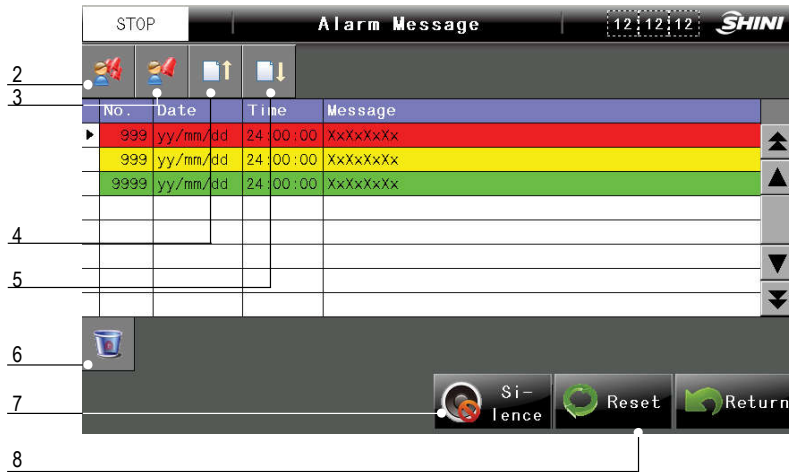 STOP Alarm Message 12 12 12 SHINI
2
3
No. Date Time Message
999 yy/mm/dd 24:00:00 XxXxXxXx
999 yy/mm/dd 24:00:00 XxXxXxXx
9999 yy/mm/dd 24:00:00 XxXxXxXx
4
5
6
7
Si-
lence
Reset
Return
8